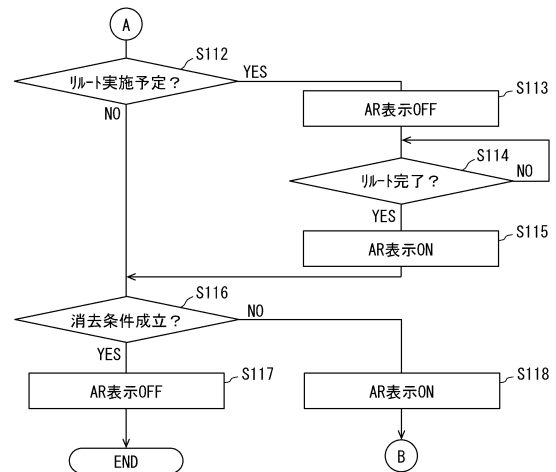 A
S112
リルート実施予定？
YES
NO
S113
AR表示OFF
S114
リルート完了？
NO
YES
S115
AR表示ON
S116
消去条件成立？
NO
YES
S117
AR表示OFF
S118
AR表示ON
END
B